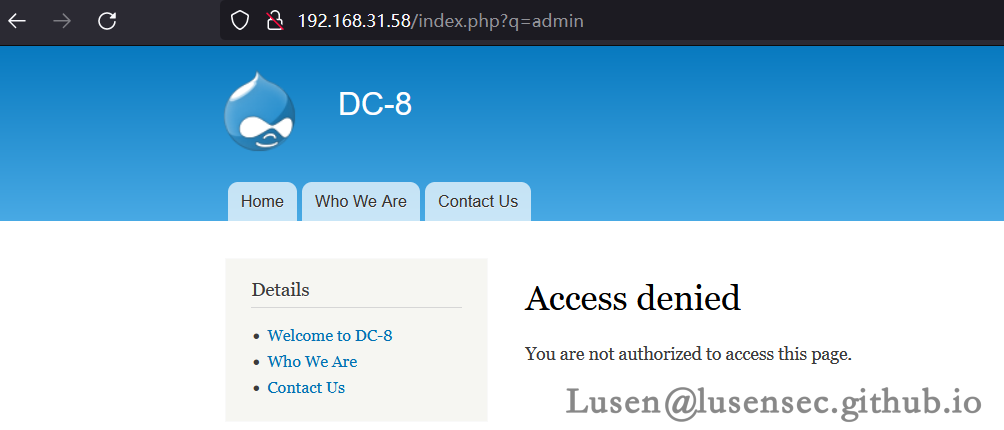 192.168.31.58/index.php?q=admin
DC-8
Home Who We Are Contact Us
Details
Welcome to DC-8
Who We Are
Contact Us
Access denied
You are not authorized to access this page.
Lusen@lusensec.github.io